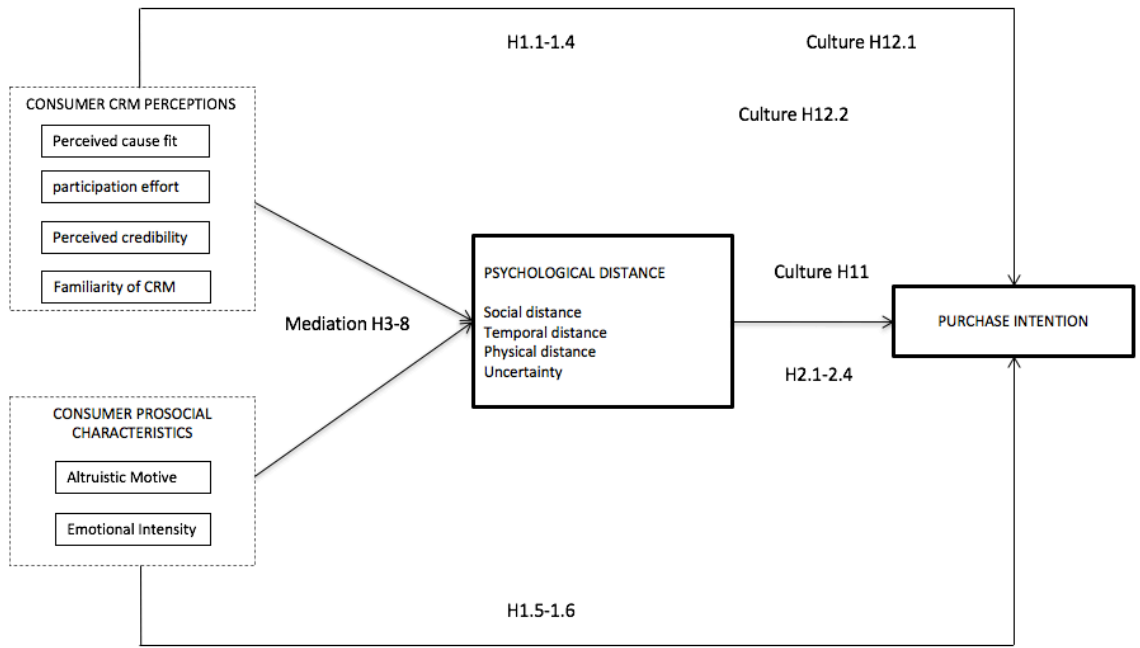 H1.1-1.4
Culture H12.1
Culture H12.2
CONSUMER CRM PERCEPTIONS
Perceived cause fit
participation effort
Perceived credibility
Familiarity of CRM
Mediation H3-8
PSYCHOLOGICAL DISTANCE
Social distance
Temporal distance
Physical distance
Uncertainty
Culture H11
H2.1-2.4
PURCHASE INTENTION
CONSUMER PROSOCIAL
CHARACTERISTICS
Altruistic Motive
Emotional Intensity
H1.5-1.6